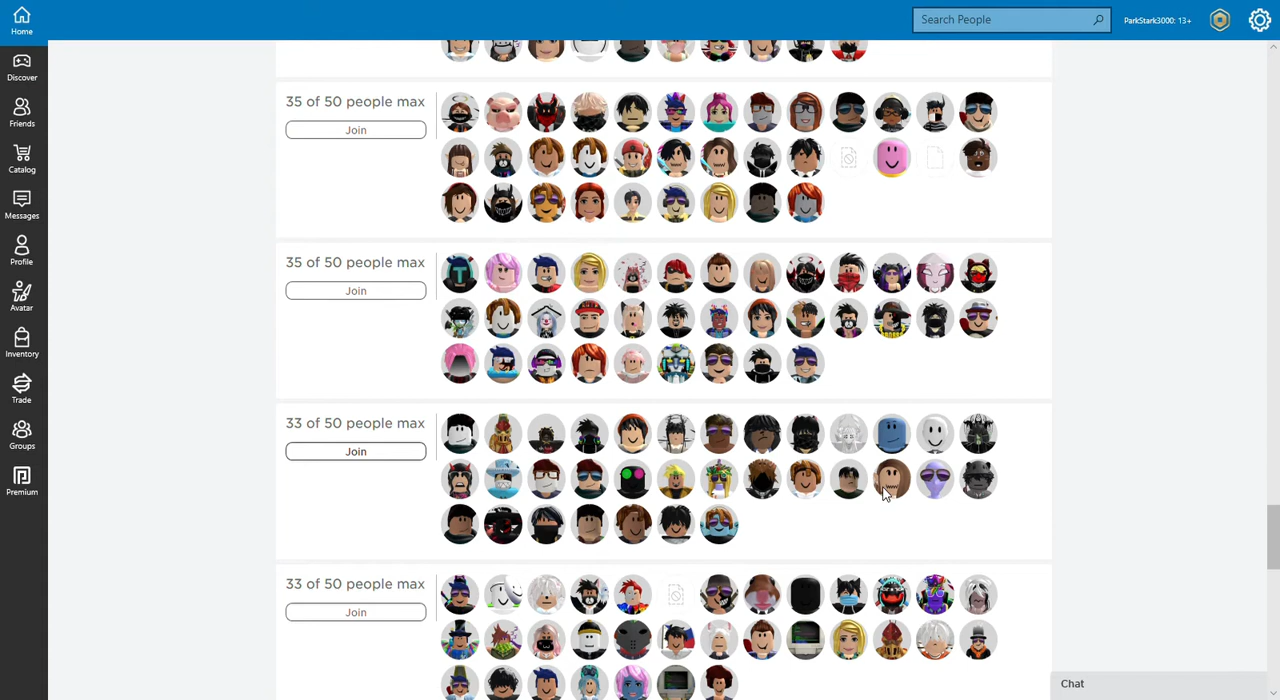 Home
Search People
ParkStark3000: 13+
Discover
Friends
Catalog
Messages
Profile
Avatar
Inventory
Trade
Groups
Premium
35 of 50 people max
Join
35 of 50 people max
Join
33 of 50 people max
Join
33 of 50 people max
Join
Chat